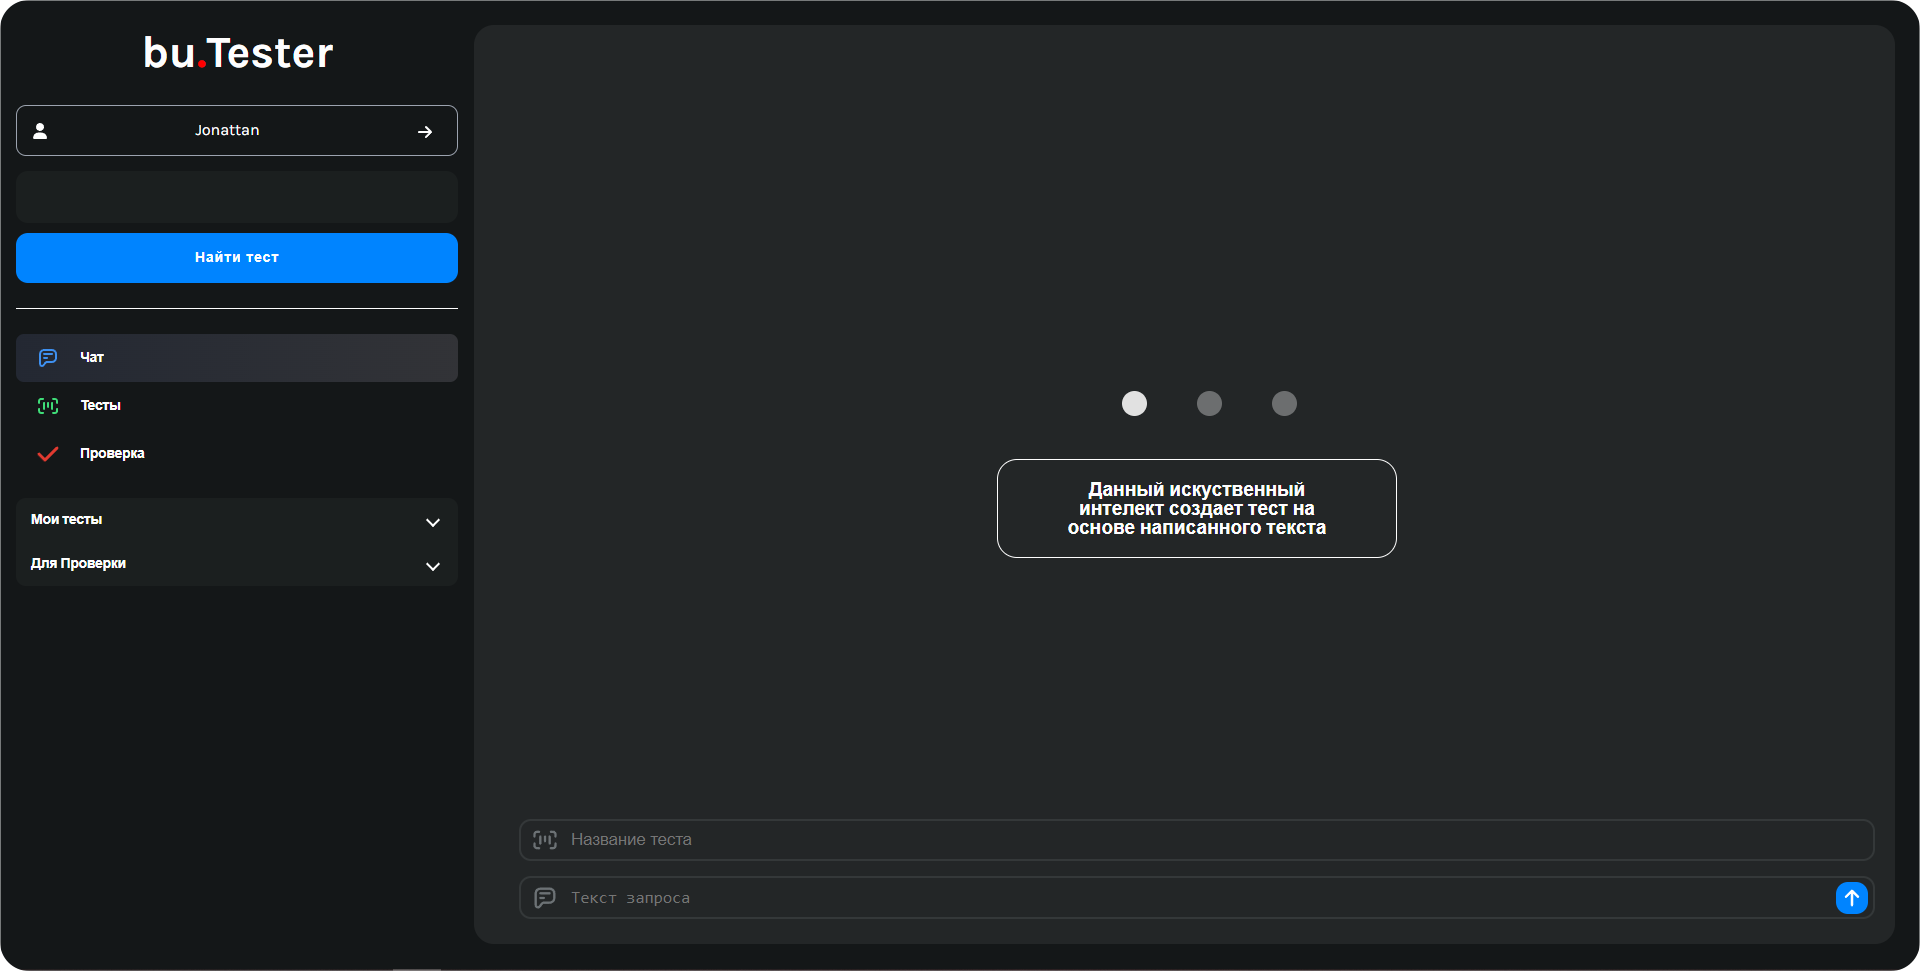 bu.Tester
Jonattan
Найти тест
Чат
Тесты
Проверка
Мои тесты
Для Проверки
Данный искуственный
интелект создает тест на
основе написанного текста
Название теста
Текст запроса